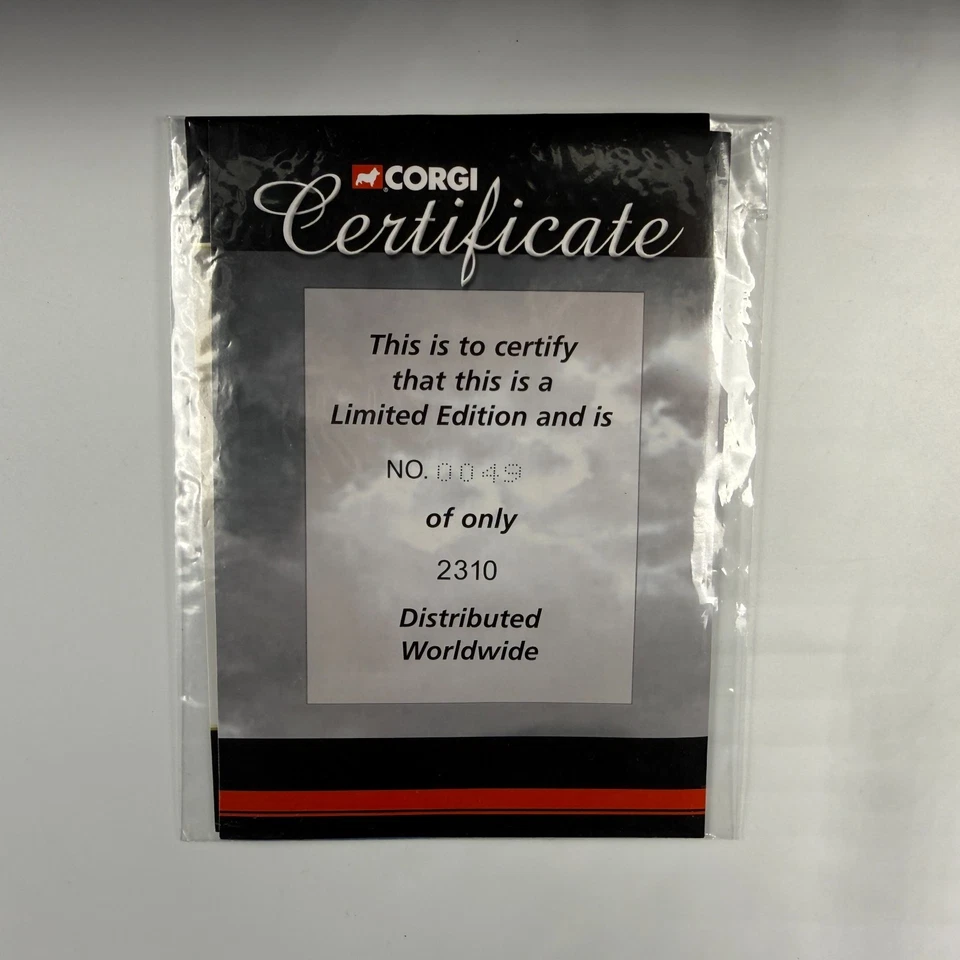 CORGI
Certificate
This is to certify
that this is a
Limited Edition and is
NO. 0049
of only
2310
Distributed
Worldwide